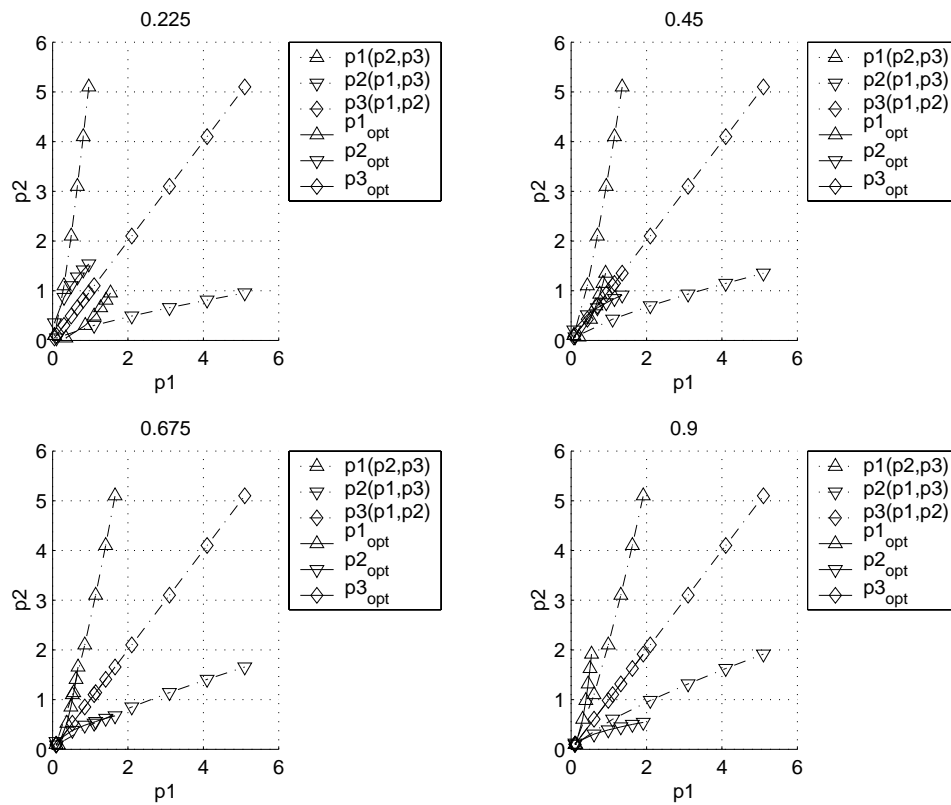 0.225
6
5
4
3
2
1
0
p2
0 2 4 6
p1
p1(p2,p3)
p2(p1,p3)
p3(p1,p2)
p1opt
p2opt
p3opt
0.45
6
5
4
3
2
1
0
p2
0 2 4 6
p1
p1(p2,p3)
p2(p1,p3)
p3(p1,p2)
p1opt
p2opt
p3opt
0.675
6
5
4
3
2
1
0
p2
0 2 4 6
p1
p1(p2,p3)
p2(p1,p3)
p3(p1,p2)
p1opt
p2opt
p3opt
0.9
6
5
4
3
2
1
0
p2
0 2 4 6
p1
p1(p2,p3)
p2(p1,p3)
p3(p1,p2)
p1opt
p2opt
p3opt